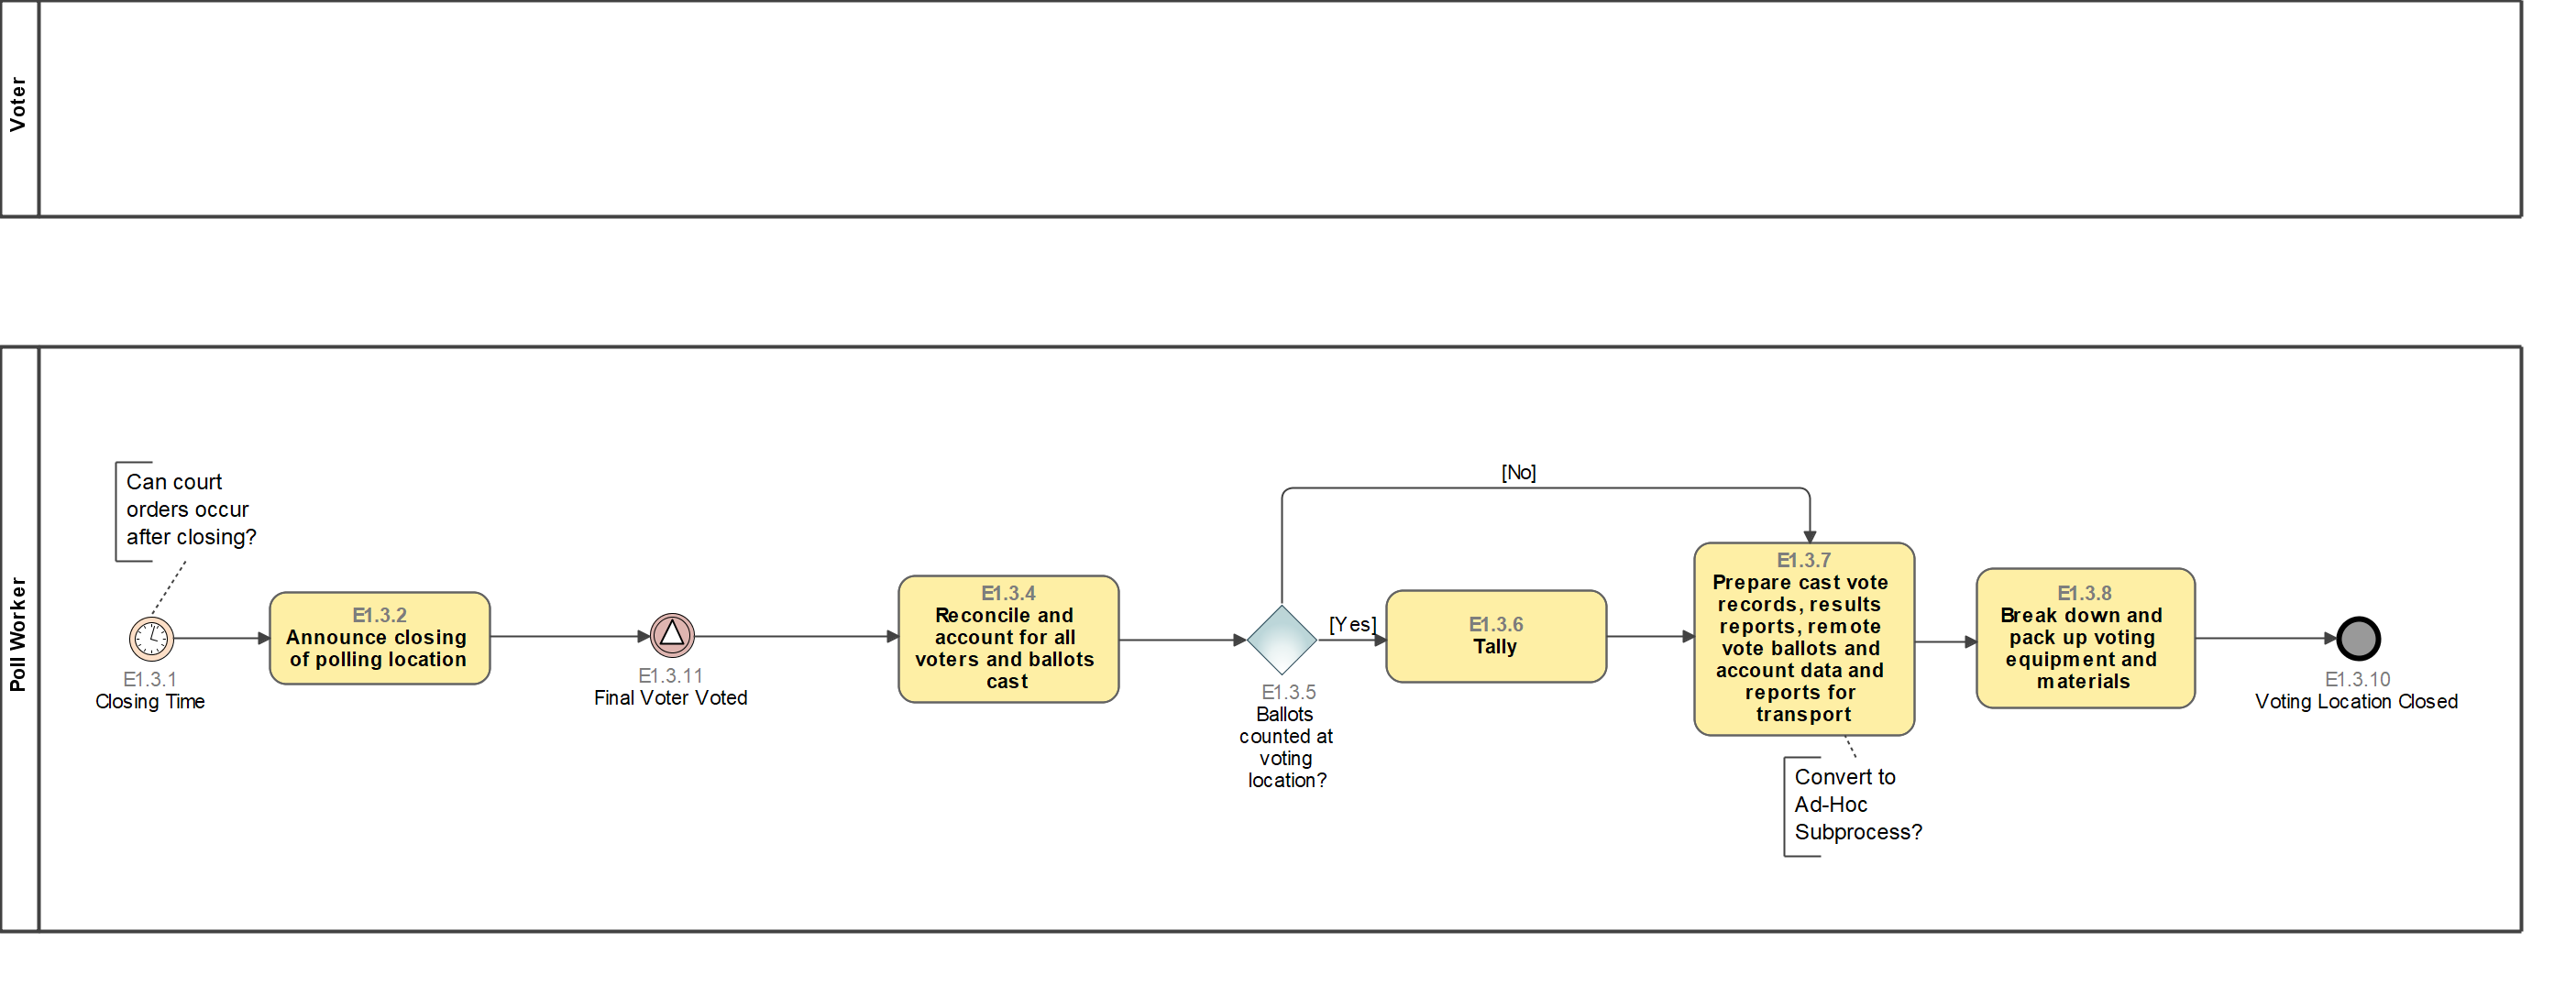 Voter
Poll Worker
Can court
orders occur
after closing?
E1.3.1
Closing Time
E1.3.2
Announce closing
of polling location
E1.3.11
Final Voter Voted
E1.3.4
Reconcile and
account for all
voters and ballots
cast
E1.3.5
Ballots
counted at
voting
location?
[No]
[Yes]
E1.3.6
Tally
E1.3.7
Prepare cast vote
records, results
reports, remote
vote ballots and
account data and
reports for
transport
Convert to
Ad-Hoc
Subprocess?
E1.3.8
Break down and
pack up voting
equipment and
materials
E1.3.10
Voting Location Closed